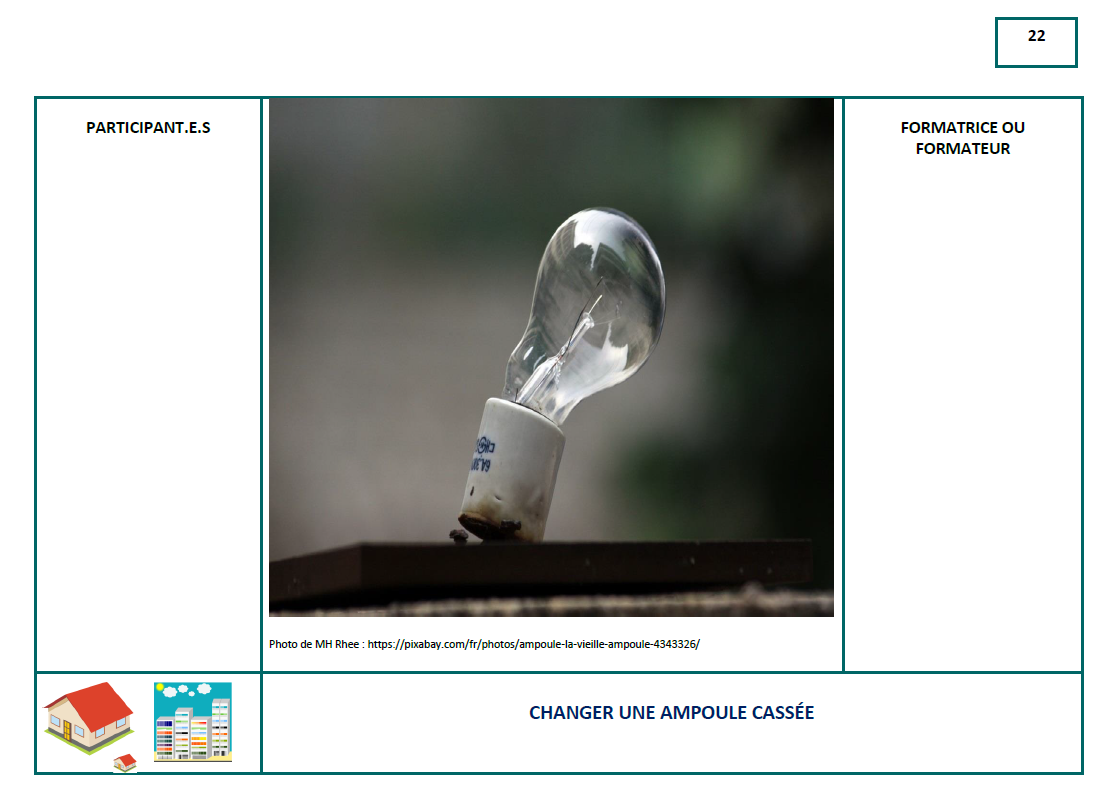 22
PARTICIPANT.E.S
FORMATRICE OU
FORMATEUR
Photo de MH Rhee : https://pixabay.com/fr/photos/ampoule-la-vieille-ampoule-4343326/
CHANGER UNE AMPOULE CASSÉE